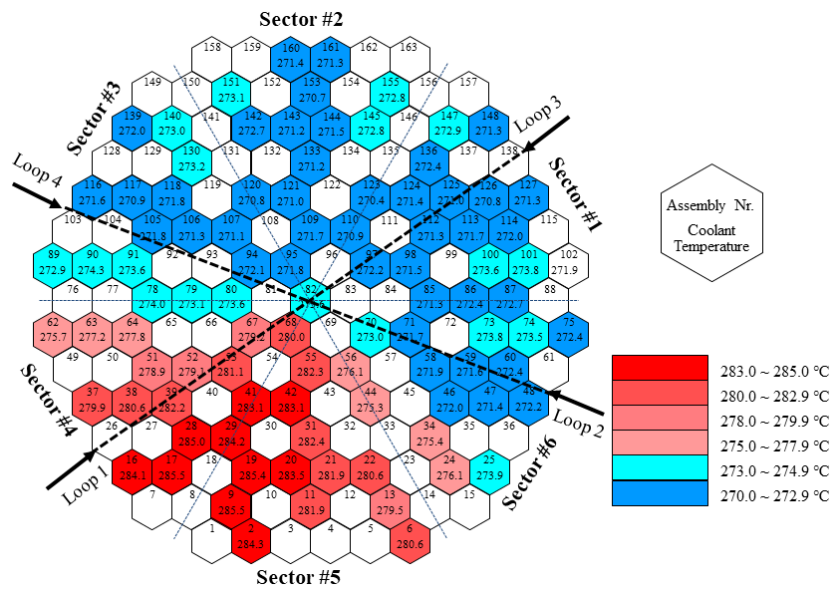 Sector #2
158 159 160 161 162 163
271.4 271.3
149 150 151 152 153 154 155 156 157
273.1 270.7 272.8
Sector #3
139 140 141 142 143 144 145 146 147 148
272.0 273.0 272.7 271.2 271.5 272.8 272.9 271.3
Loop 3
128 129 130 131 132 133 134 135 136 137 138
273.2 271.2 272.4
Loop 4
116 117 118 119 120 121 122 123 124 126 127
271.6 270.9 271.8 270.8 271.0 270.4 271.4 270.8 271.3
Sector #1
103 104 105 106 107 108 109 110 111 112 113 114 115
271.8 271.3 271.1 271.7 270.9 271.3 271.7 272.0
89 90 91 92 93 94 95 96 97 98 99 100 101 102
272.9 274.3 273.6 272.1 271.8 272.2 271.5 273.6 273.8 271.9
76 77 78 79 80 81 82 83 84 85 86 87 88
274.0 273.1 273.6 271.3 272.4 272.7
62 63 64 65 66 67 68 69 70 71 72 73 74 75
275.7 277.2 277.8 279.2 280.0 273.0 271.7 273.8 273.5 272.4
49 50 51 52 53 54 55 56 57 58 59 60 61
278.9 279.1 281.1 282.3 276.1 271.9 271.6 272.4
Sector #4
37 38 39 40 41 42 43 44 45 46 47 48
279.9 280.6 282.2 283.1 283.1 275.3 272.0 271.4 272.2
Loop 2
26 27 28 29 30 31 32 33 34 35 36
285.0 284.2 282.4 275.4
Loop 1
16 17 18 19 20 21 22 23 24 25
284.1 285.5 285.4 283.5 281.9 280.6 276.1 273.9
Sector #6
7 8 9 10 11 12 13 14 15
285.5 281.9 279.5
1 2 3 4 5 6
284.3 280.6
Sector #5
Assembly Nr.
Coolant
Temperature
283.0 ~ 285.0 ℃
280.0 ~ 282.9 ℃
278.0 ~ 279.9 ℃
275.0 ~ 277.9 ℃
273.0 ~ 274.9 ℃
270.0 ~ 272.9 ℃